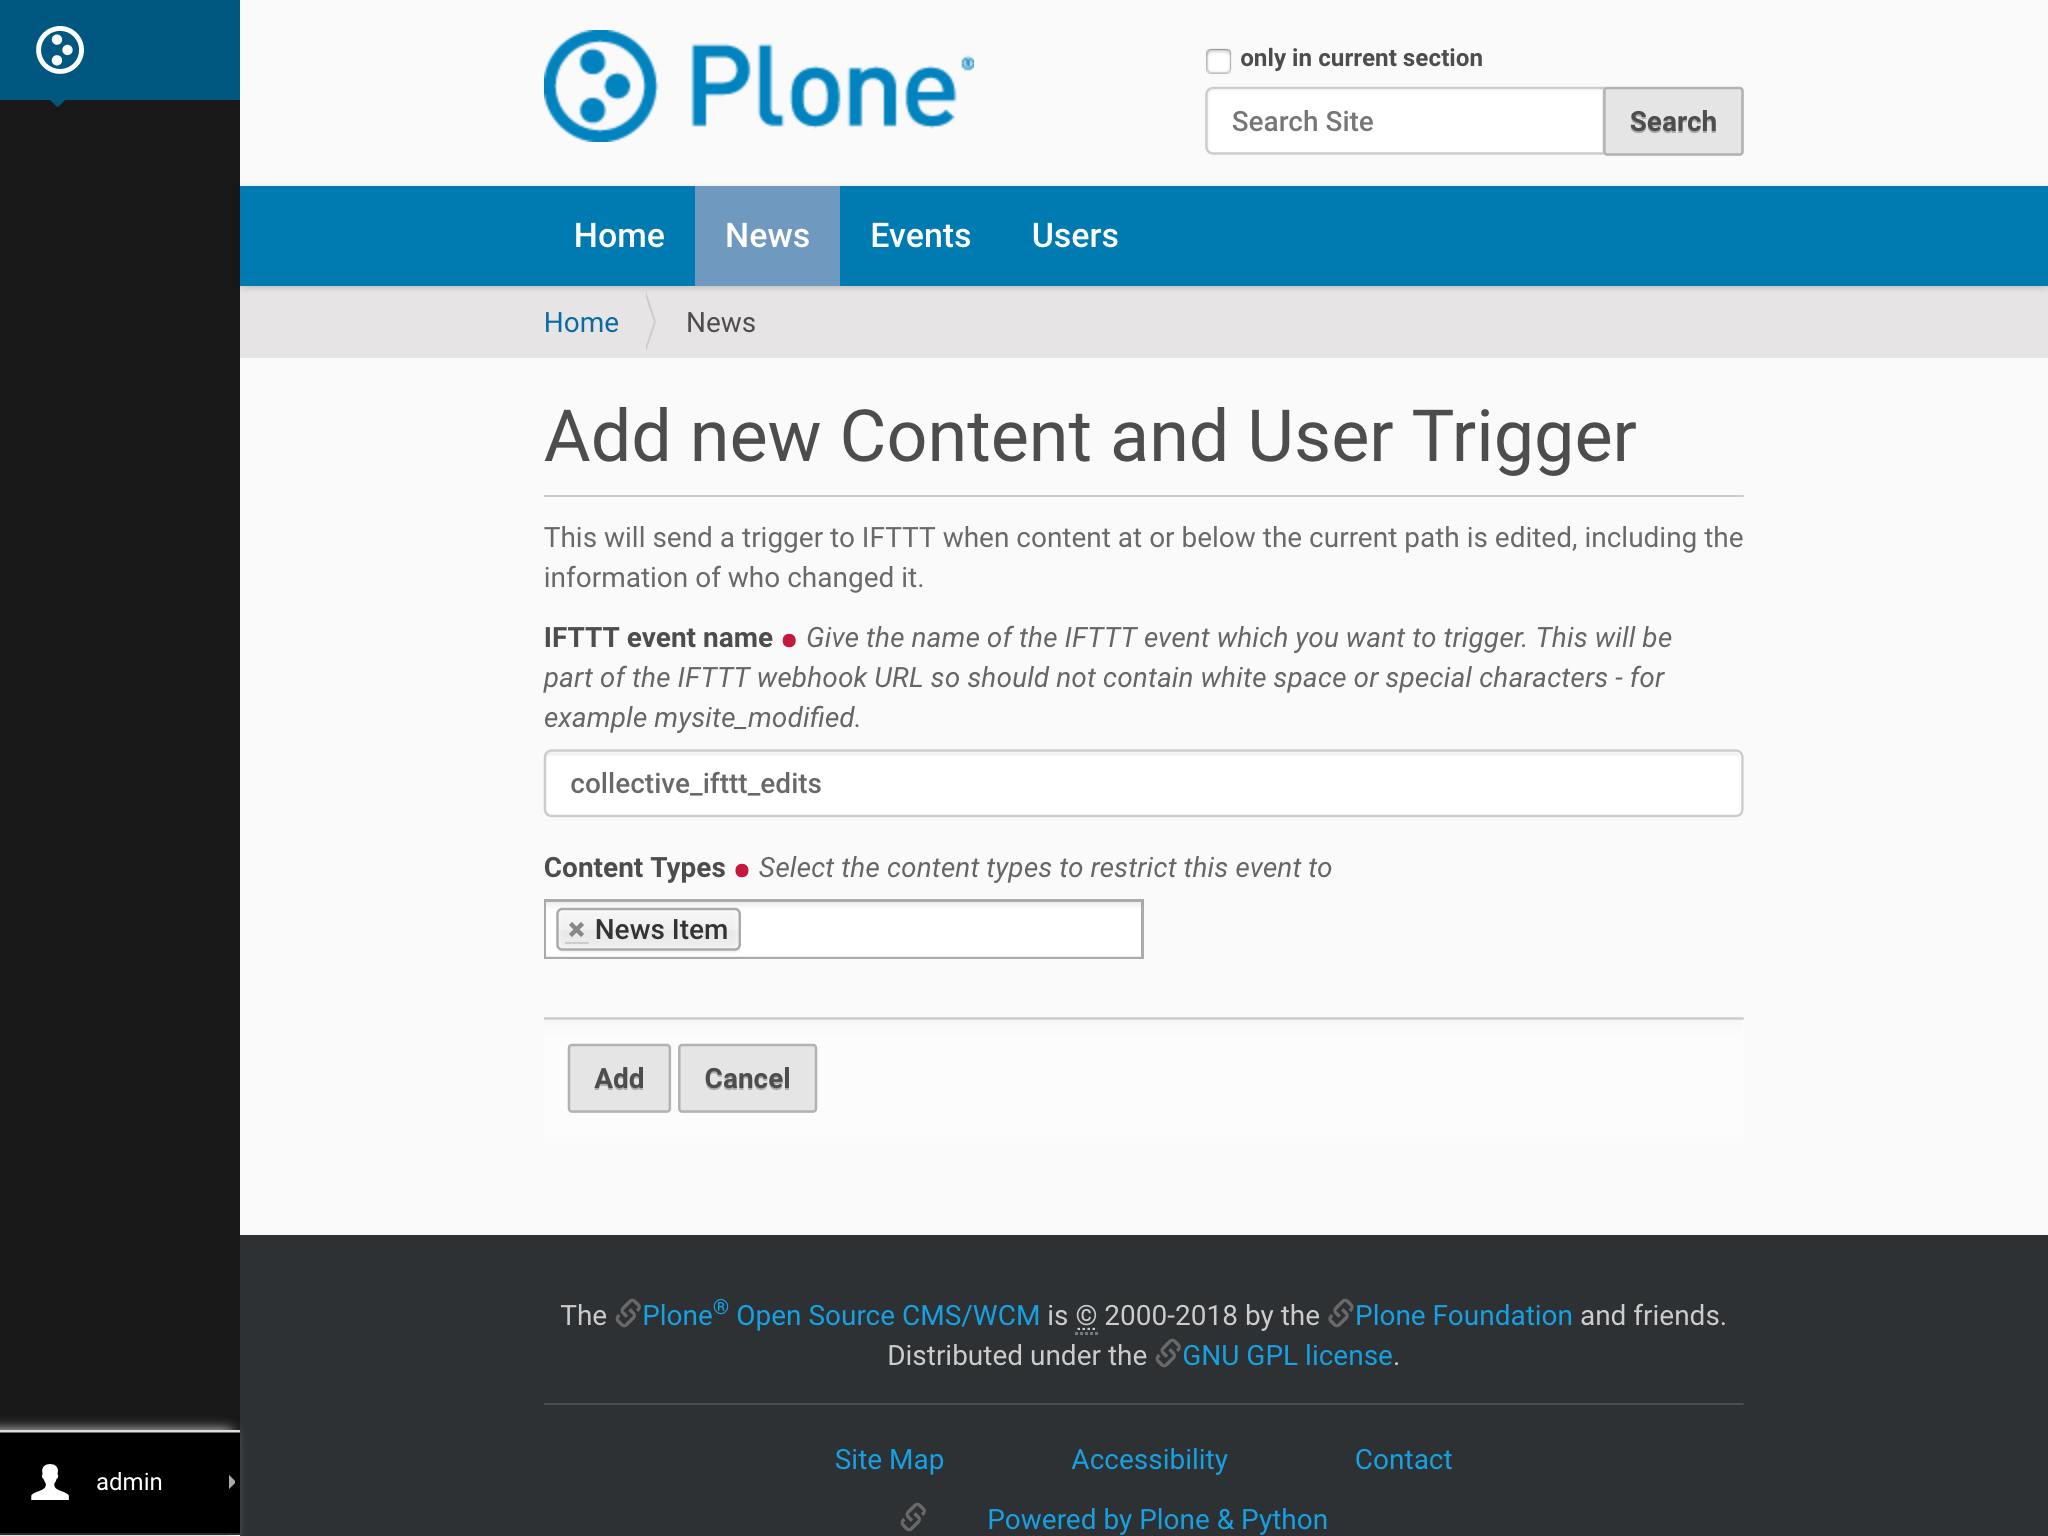 Plone®
only in current section
Search Site
Search
Home News Events Users
Home News
Add new Content and User Trigger
This will send a trigger to IFTTT when content at or below the current path is edited, including the
information of who changed it.
IFTTT event name Give the name of the IFTTT event which you want to trigger. This will be
part of the IFTTT webhook URL so should not contain white space or special characters - for
example mysite_modified.
collective_ifttt_edits
Content Types Select the content types to restrict this event to
× News Item
Add Cancel
The Plone® Open Source CMS/WCM is © 2000-2018 by the Plone Foundation and friends.
Distributed under the GNU GPL license.
Site Map Accessibility Contact
Powered by Plone & Python
admin